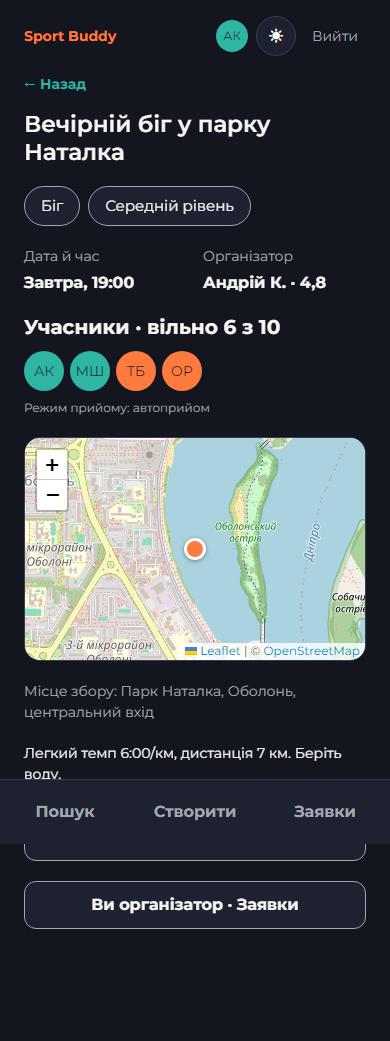 Sport Buddy
АК
Вийти
← Назад
Вечірній біг у парку
Наталка
Біг
Середній рівень
Дата й час
Організатор
Завтра, 19:00
Андрій К. · 4,8
Учасники · вільно 6 з 10
АК
МШ
ТБ
ОР
Режим прийому: автоприйом
+
−
мікрорайон
Оболоні
Оболонський
острів
Дніпро
3-й мікрорайон
Оболоні
Leaflet | © OpenStreetMap
Місце збору: Парк Наталка, Оболонь,
центральний вхід
Легкий темп 6:00/км, дистанція 7 км. Беріть
воду.
Пошук
Створити
Заявки
Ви організатор · Заявки